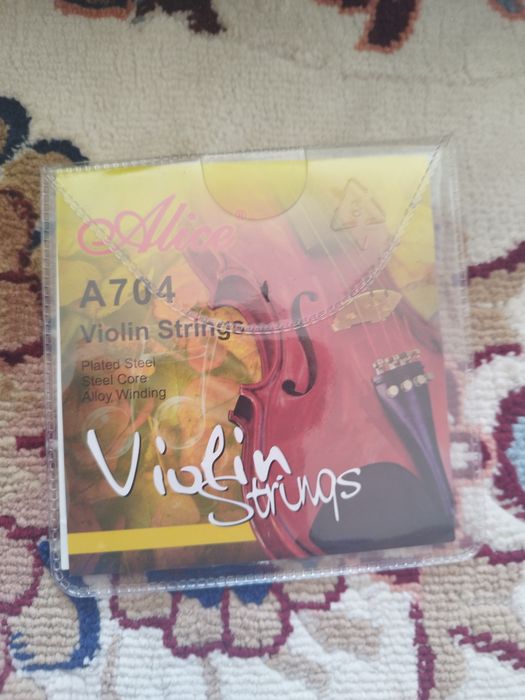 Alice®
A704
Violin Strings
Plated Steel
Steel Core
Alloy Winding
Violin
Strings